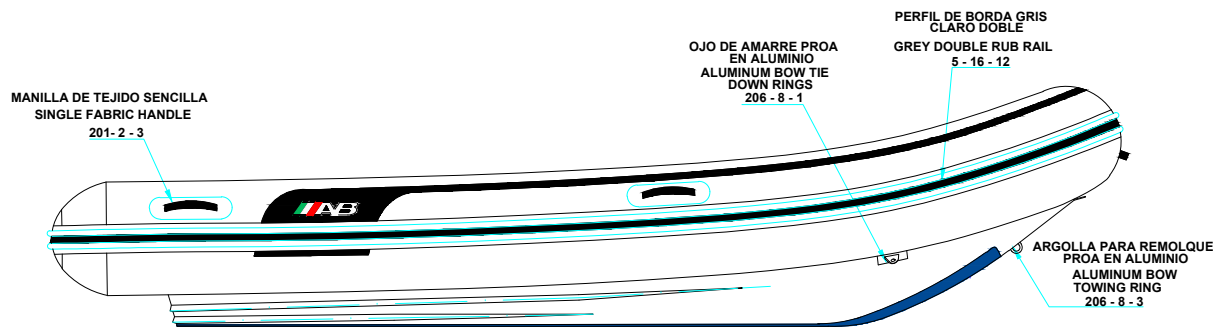 PERFIL DE BORDA GRIS
CLARO DOBLE
GREY DOUBLE RUB RAIL
5 - 16 - 12
OJO DE AMARRE PROA
EN ALUMINIO
ALUMINUM BOW TIE
DOWN RINGS
206 - 8 - 1
MANILLA DE TEJIDO SENCILLA
SINGLE FABRIC HANDLE
201- 2 - 3
AB
ARGOLLA PARA REMOLQUE
PROA EN ALUMINIO
ALUMINUM BOW
TOWING RING
206 - 8 - 3